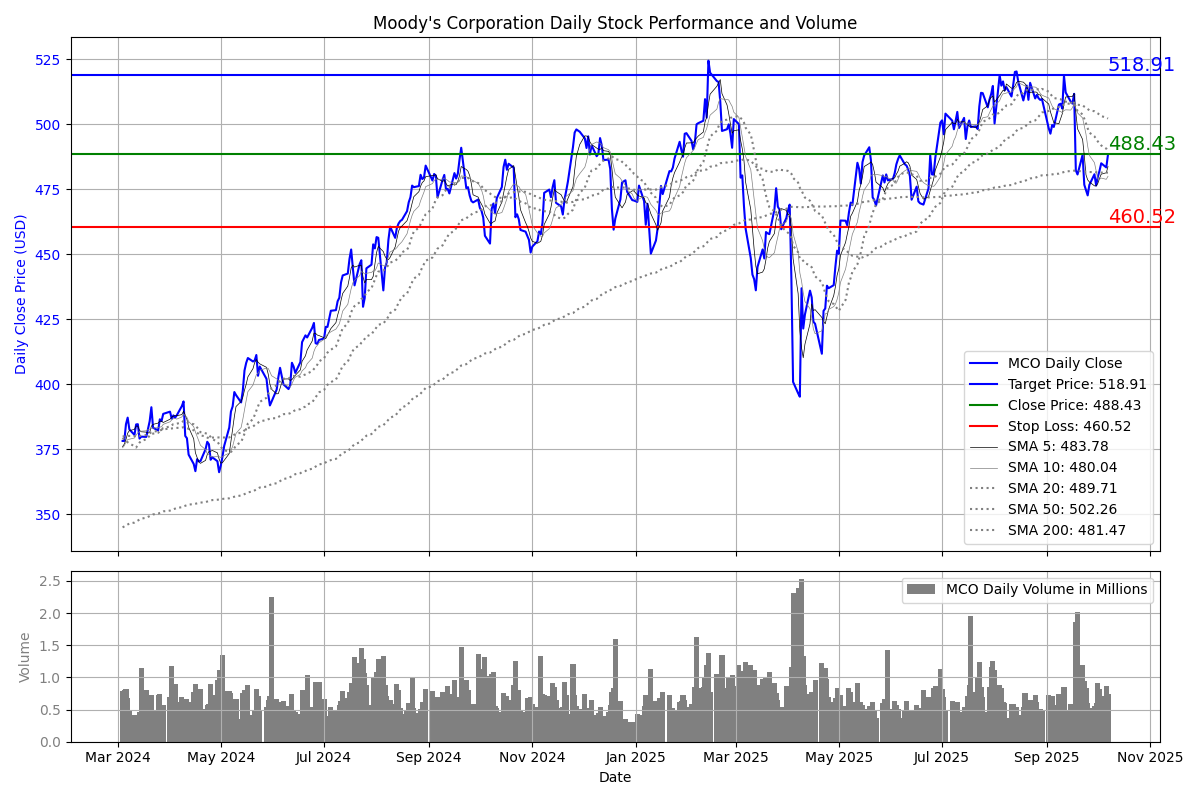 Moody's Corporation Daily Stock Performance and Volume
Daily Close Price (USD)
525
500
475
450
425
400
375
350
518.91
488.43
460.52
MCO Daily Close
Target Price: 518.91
Close Price: 488.43
Stop Loss: 460.52
SMA 5: 483.78
SMA 10: 480.04
SMA 20: 489.71
SMA 50: 502.26
SMA 200: 481.47
Volume
2.5
2.0
1.5
1.0
0.5
0.0
MCO Daily Volume in Millions
Mar 2024 May 2024 Jul 2024 Sep 2024 Nov 2024 Jan 2025 Mar 2025 May 2025 Jul 2025 Sep 2025 Nov 2025
Date